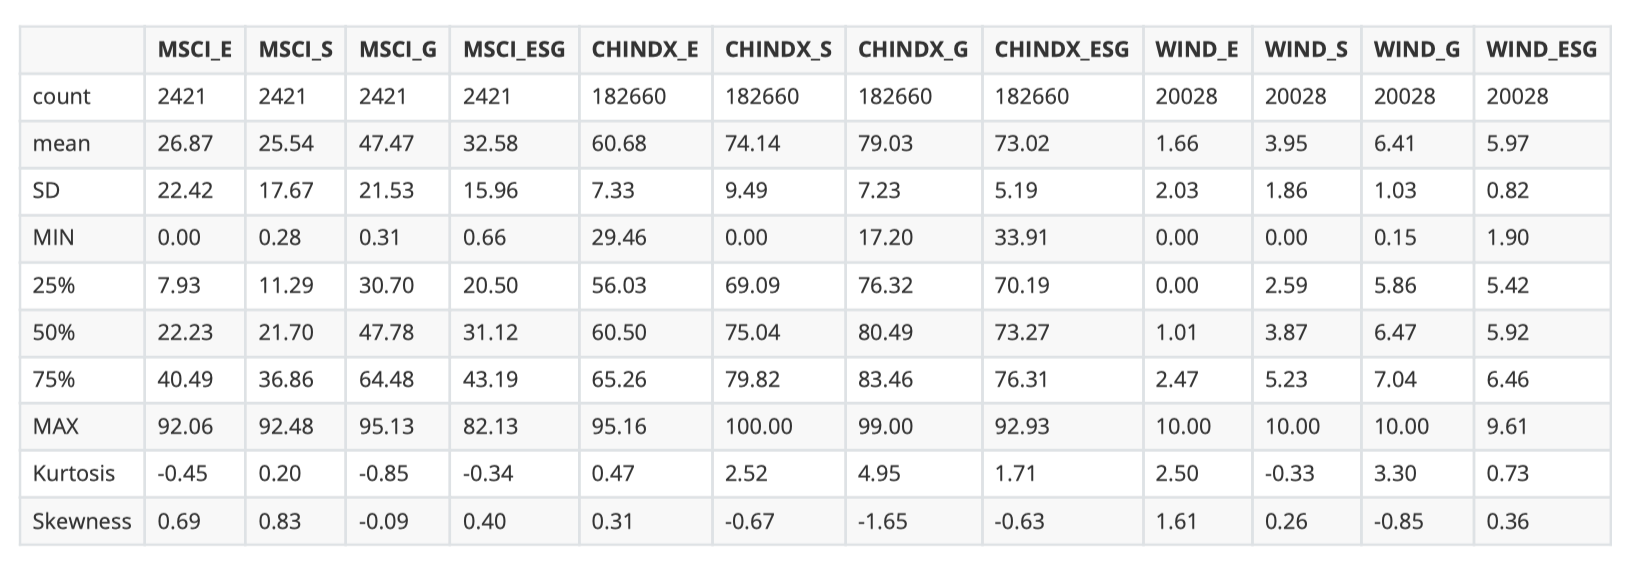 MSCI_E MSCI_S MSCI_G MSCI_ESG CHINDX_E CHINDX_S CHINDX_G CHINDX_ESG WIND_E WIND_S WIND_G WIND_ESG
count 2421 2421 2421 2421 182660 182660 182660 182660 20028 20028 20028 20028
mean 26.87 25.54 47.47 32.58 60.68 74.14 79.03 73.02 1.66 3.95 6.41 5.97
SD 22.42 17.67 21.53 15.96 7.33 9.49 7.23 5.19 2.03 1.86 1.03 0.82
MIN 0.00 0.28 0.31 0.66 29.46 0.00 17.20 33.91 0.00 0.00 0.15 1.90
25% 7.93 11.29 30.70 20.50 56.03 69.09 76.32 70.19 0.00 2.59 5.86 5.42
50% 22.23 21.70 47.78 31.12 60.50 75.04 80.49 73.27 1.01 3.87 6.47 5.92
75% 40.49 36.86 64.48 43.19 65.26 79.82 83.46 76.31 2.47 5.23 7.04 6.46
MAX 92.06 92.48 95.13 82.13 95.16 100.00 99.00 92.93 10.00 10.00 10.00 9.61
Kurtosis -0.45 0.20 -0.85 -0.34 0.47 2.52 4.95 1.71 2.50 -0.33 3.30 0.73
Skewness 0.69 0.83 -0.09 0.40 0.31 -0.67 -1.65 -0.63 1.61 0.26 -0.85 0.36